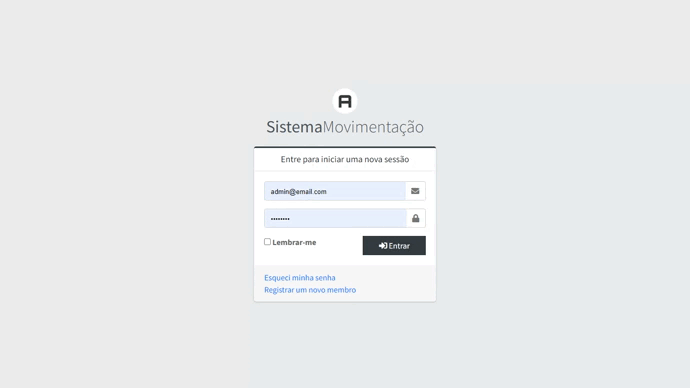 SistemaMovimentação
Entre para iniciar uma nova sessão
admin@email.com
••••••••
Lembrar-me
Entrar
Esqueci minha senha
Registrar um novo membro